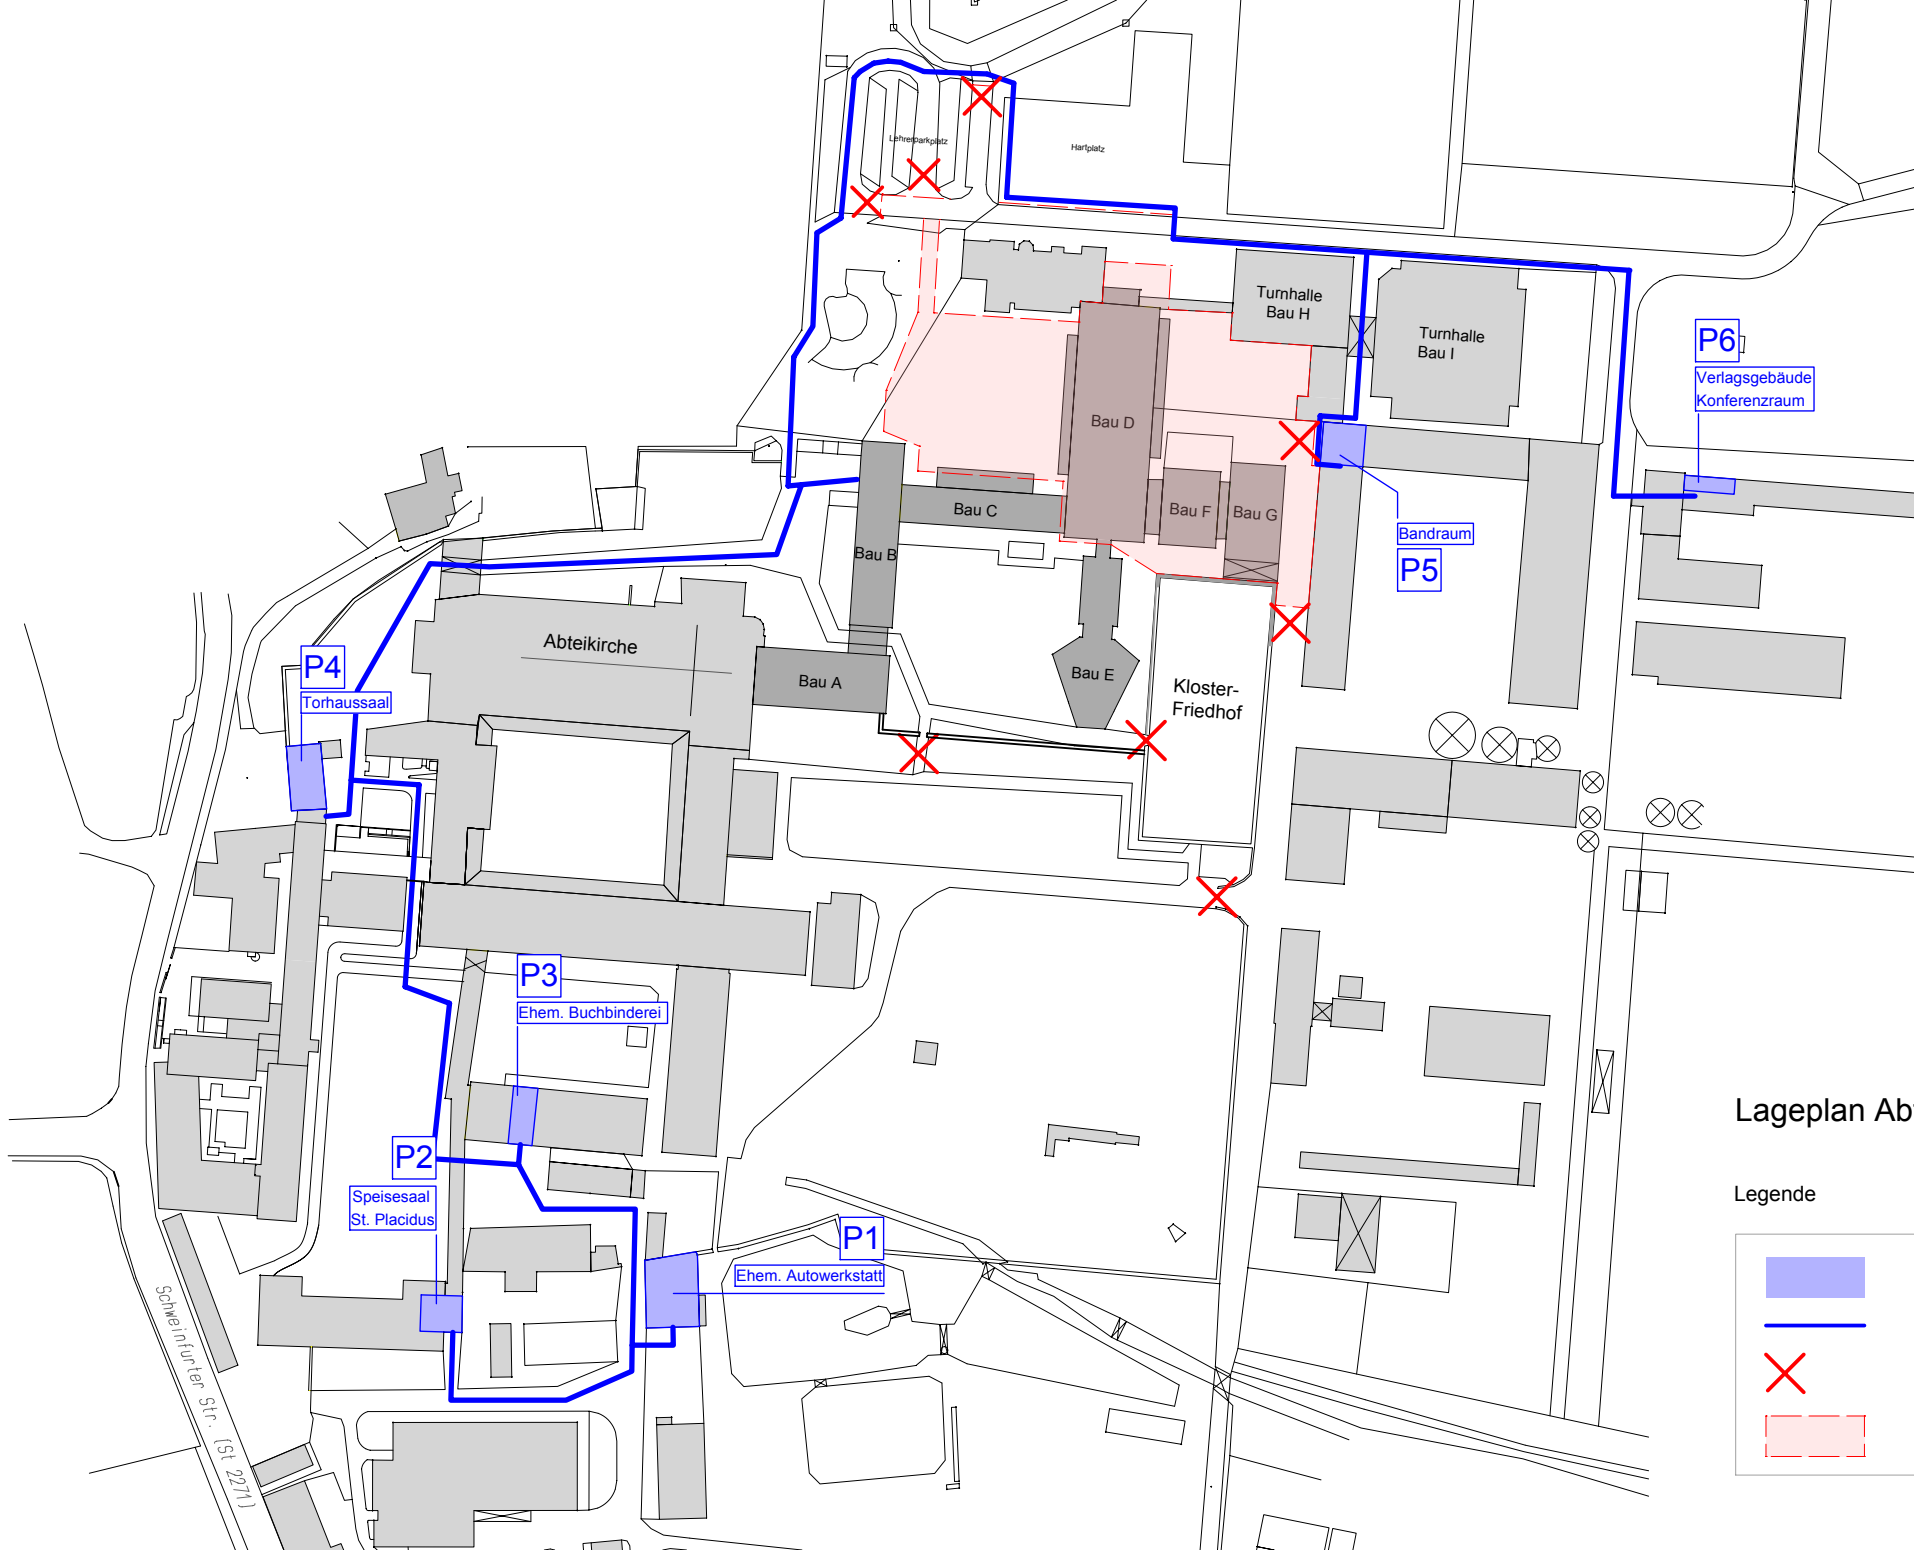 Lehrerparkplatz
Hartplatz
Turnhalle
Bau H
Turnhalle
Bau I
P6
Verlagsgebäude
Konferenzraum
Bau D
Bau C
Bau F
Bau G
Bau B
Bandraum
P5
Abteikirche
P4
Torhaussaal
Bau A
Bau E
Kloster-
Friedhof
P3
Ehem. Buchbinderei
P2
Speisesaal
St. Placidus
P1
Ehem. Autowerkstatt
Schweinfurter Str. (St 2271)
Lageplan Ab
Legende